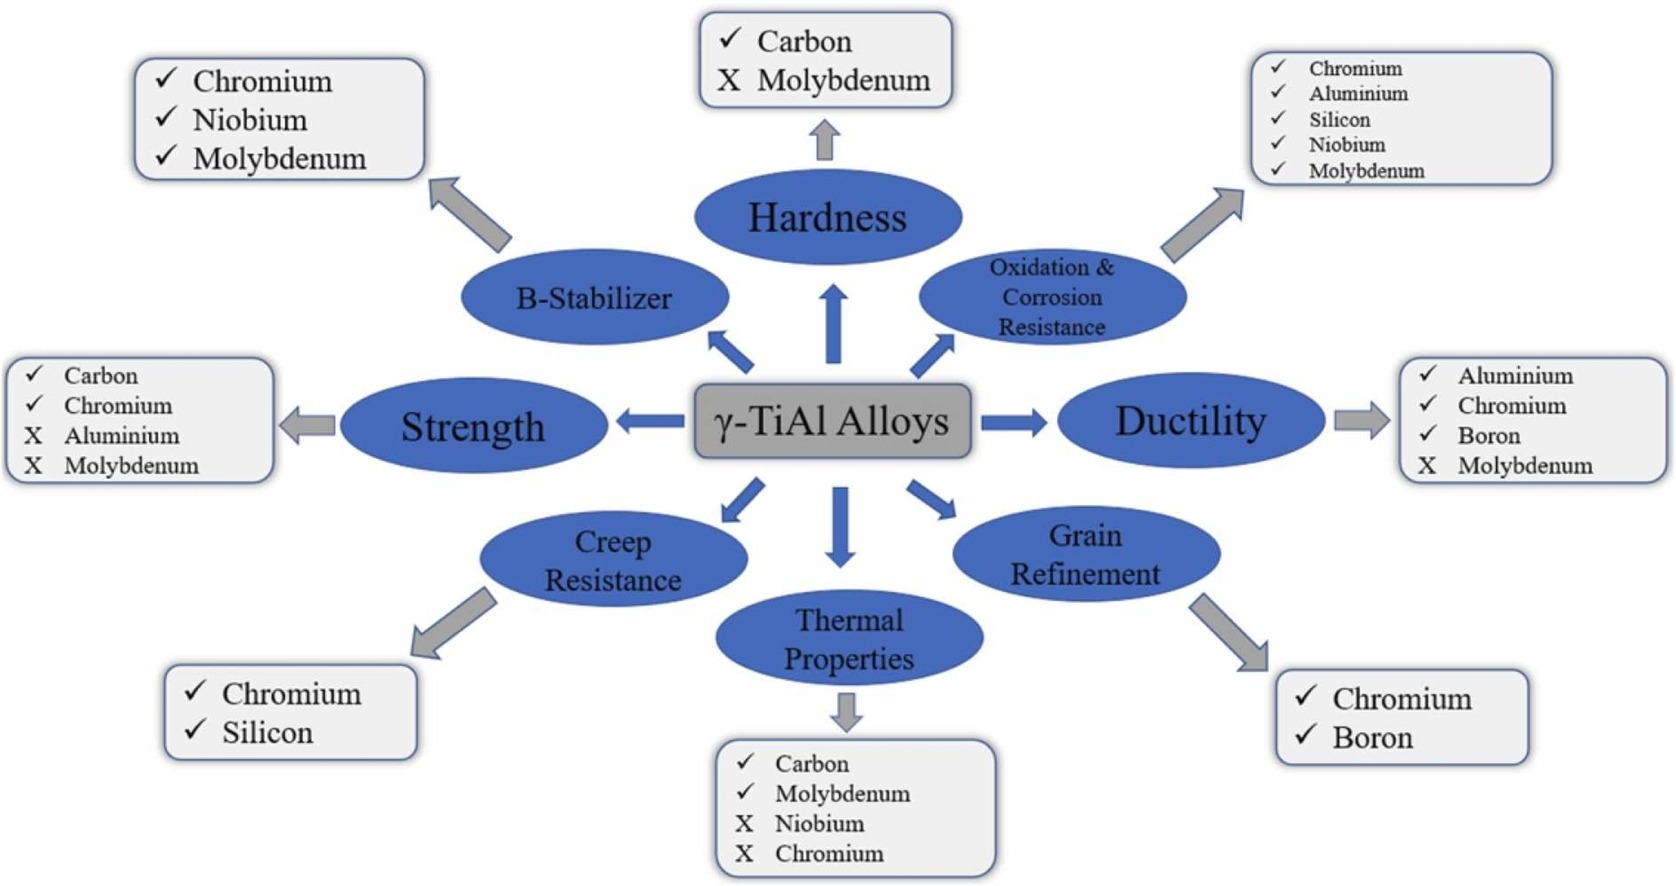 ✓ Carbon
X Molybdenum
✓ Chromium
✓ Niobium
✓ Molybdenum
✓ Chromium
✓ Aluminium
✓ Silicon
✓ Niobium
✓ Molybdenum
Hardness
B-Stabilizer
Oxidation &
Corrosion
Resistance
✓ Carbon
✓ Chromium
X Aluminium
X Molybdenum
Strength
γ-TiAl Alloys
Ductility
✓ Aluminium
✓ Chromium
✓ Boron
X Molybdenum
Creep
Resistance
Thermal
Properties
Grain
Refinement
✓ Chromium
✓ Silicon
✓ Carbon
✓ Molybdenum
X Niobium
X Chromium
✓ Chromium
✓ Boron